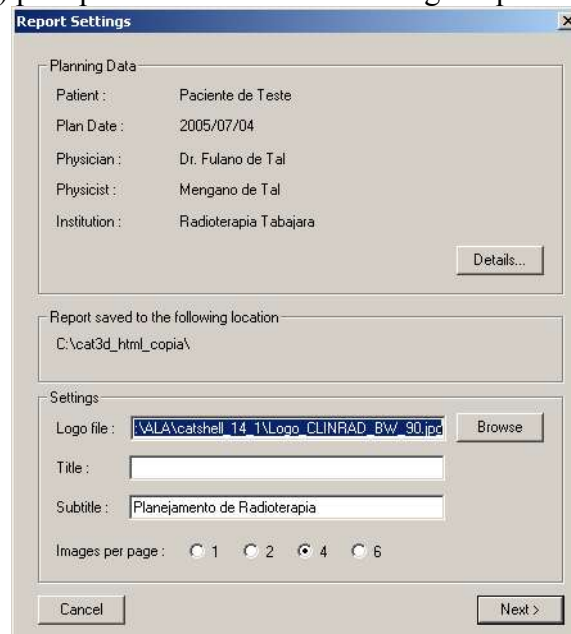 Report Settings
Planning Data
Patient : Paciente de Teste
Plan Date : 2005/07/04
Physician : Dr. Fulano de Tal
Physicist : Mengano de Tal
Institution : Radioterapia Tabajara
Details...
Report saved to the following location
C:\cat3d_html_copia\
Settings
Logo file : :\ALA\catshell_14_1\Logo_CLINRAD_BW_90.jpg Browse
Title :
Subtitle : Planejamento de Radioterapia
Images per page : 1 2 4 6
Cancel Next >